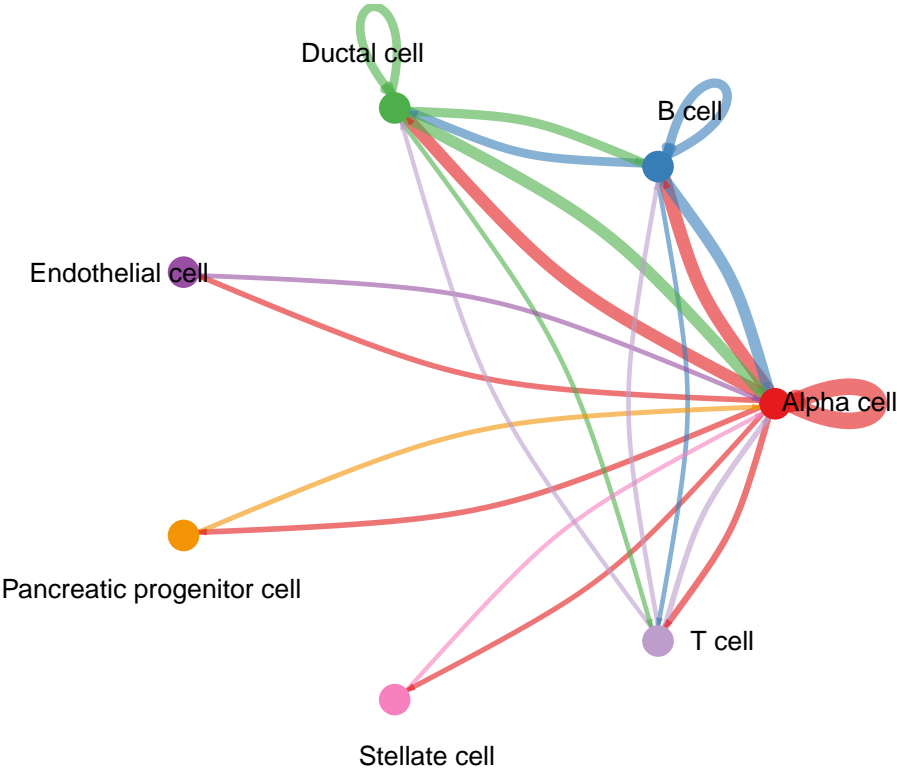 Ductal cell
B cell
Endothelial cell
Alpha cell
Pancreatic progenitor cell
T cell
Stellate cell